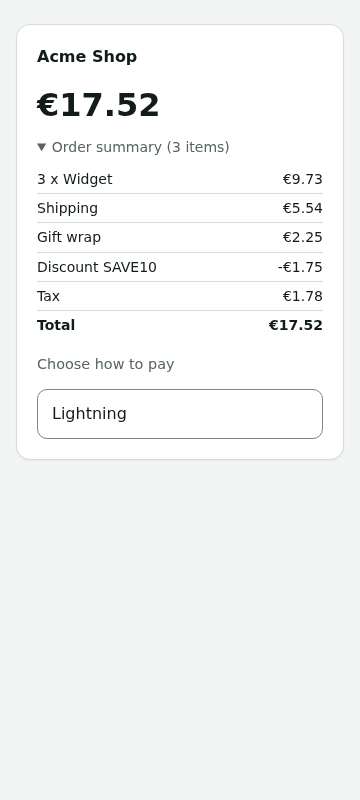 Acme Shop
€17.52
▼ Order summary (3 items)
3 x Widget €9.73
Shipping €5.54
Gift wrap €2.25
Discount SAVE10 -€1.75
Tax €1.78
Total €17.52
Choose how to pay
Lightning